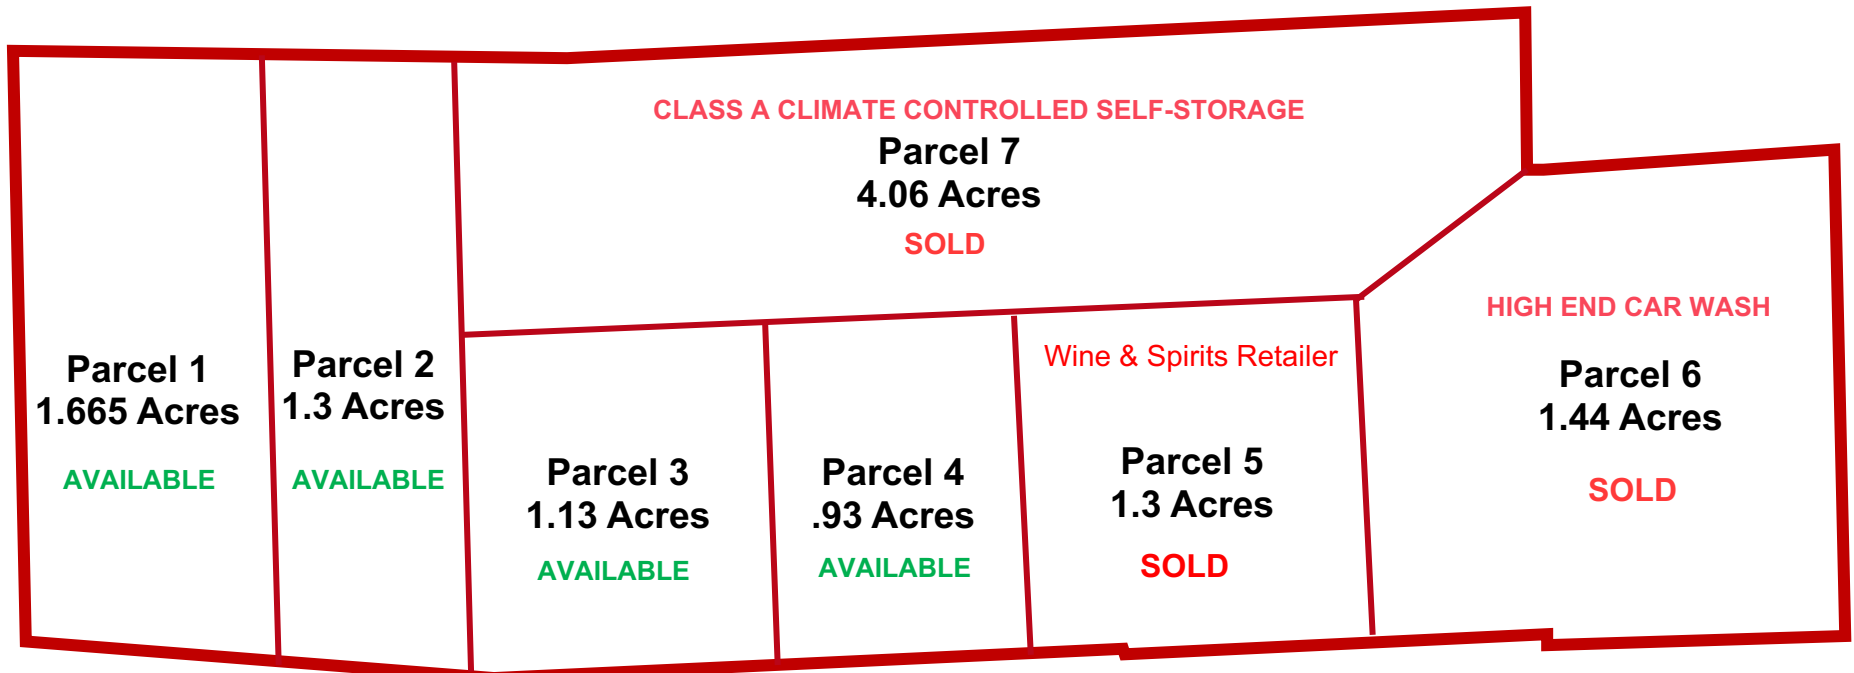 CLASS A CLIMATE CONTROLLED SELF-STORAGE
Parcel 7
4.06 Acres
SOLD
Parcel 1
1.665 Acres
AVAILABLE
Parcel 2
1.3 Acres
AVAILABLE
Parcel 3
1.13 Acres
AVAILABLE
Parcel 4
.93 Acres
AVAILABLE
Wine & Spirits Retailer
Parcel 5
1.3 Acres
SOLD
HIGH END CAR WASH
Parcel 6
1.44 Acres
SOLD